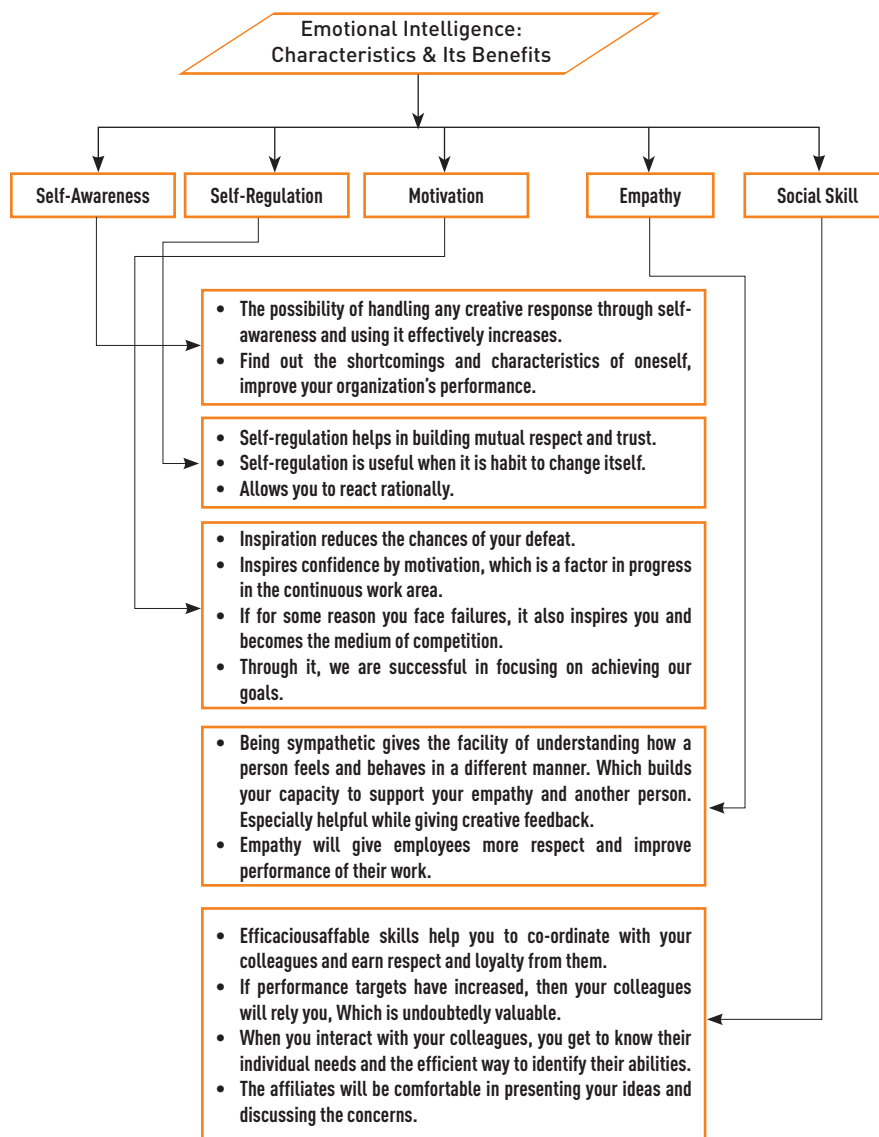 Emotional Intelligence:
Characteristics & Its Benefits
Self-Awareness
Self-Regulation
Motivation
Empathy
Social Skill
• The possibility of handling any creative response through self-
awareness and using it effectively increases.
• Find out the shortcomings and characteristics of oneself,
improve your organization’s performance.
• Self-regulation helps in building mutual respect and trust.
• Self-regulation is useful when it is habit to change itself.
• Allows you to react rationally.
• Inspiration reduces the chances of your defeat.
• Inspires confidence by motivation, which is a factor in progress
in the continuous work area.
• If for some reason you face failures, it also inspires you and
becomes the medium of competition.
• Through it, we are successful in focusing on achieving our
goals.
• Being sympathetic gives the facility of understanding how a
person feels and behaves in a different manner. Which builds
your capacity to support your empathy and another person.
Especially helpful while giving creative feedback.
• Empathy will give employees more respect and improve
performance of their work.
• Efficaciousaffable skills help you to co-ordinate with your
colleagues and earn respect and loyalty from them.
• If performance targets have increased, then your colleagues
will rely you, Which is undoubtedly valuable.
• When you interact with your colleagues, you get to know their
individual needs and the efficient way to identify their abilities.
• The affiliates will be comfortable in presenting your ideas and
discussing the concerns.